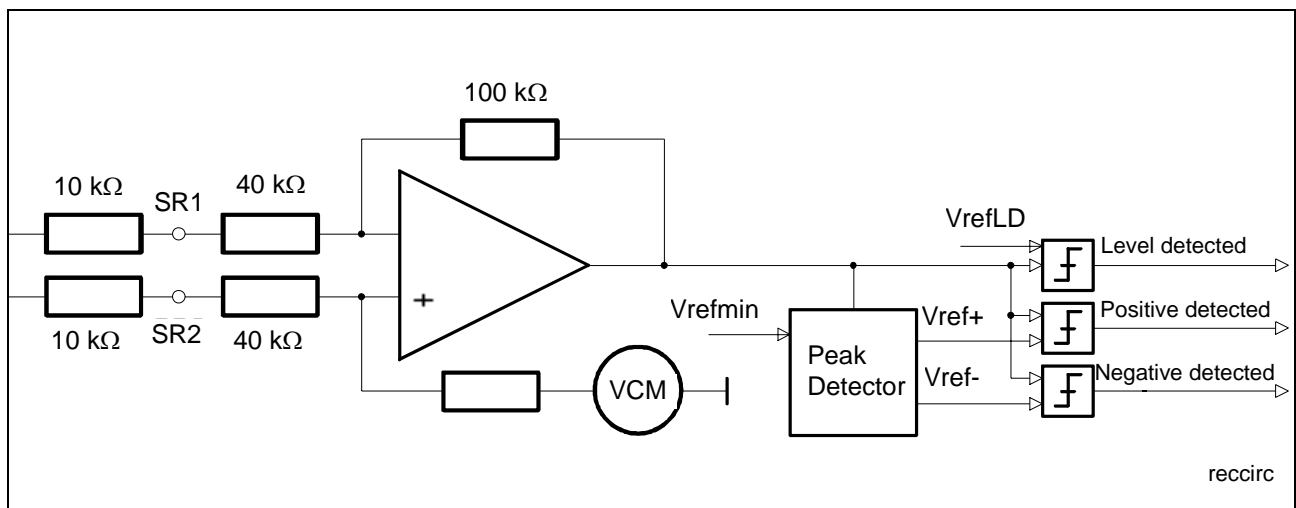 100 kΩ
10 kΩ
SR1
40 kΩ
VrefLD
Level detected
+
Vrefmin
Vref+
Positive detected
10 kΩ
SR2
40 kΩ
Peak
Detector
Vref-
Negative detected
VCM
reccirc